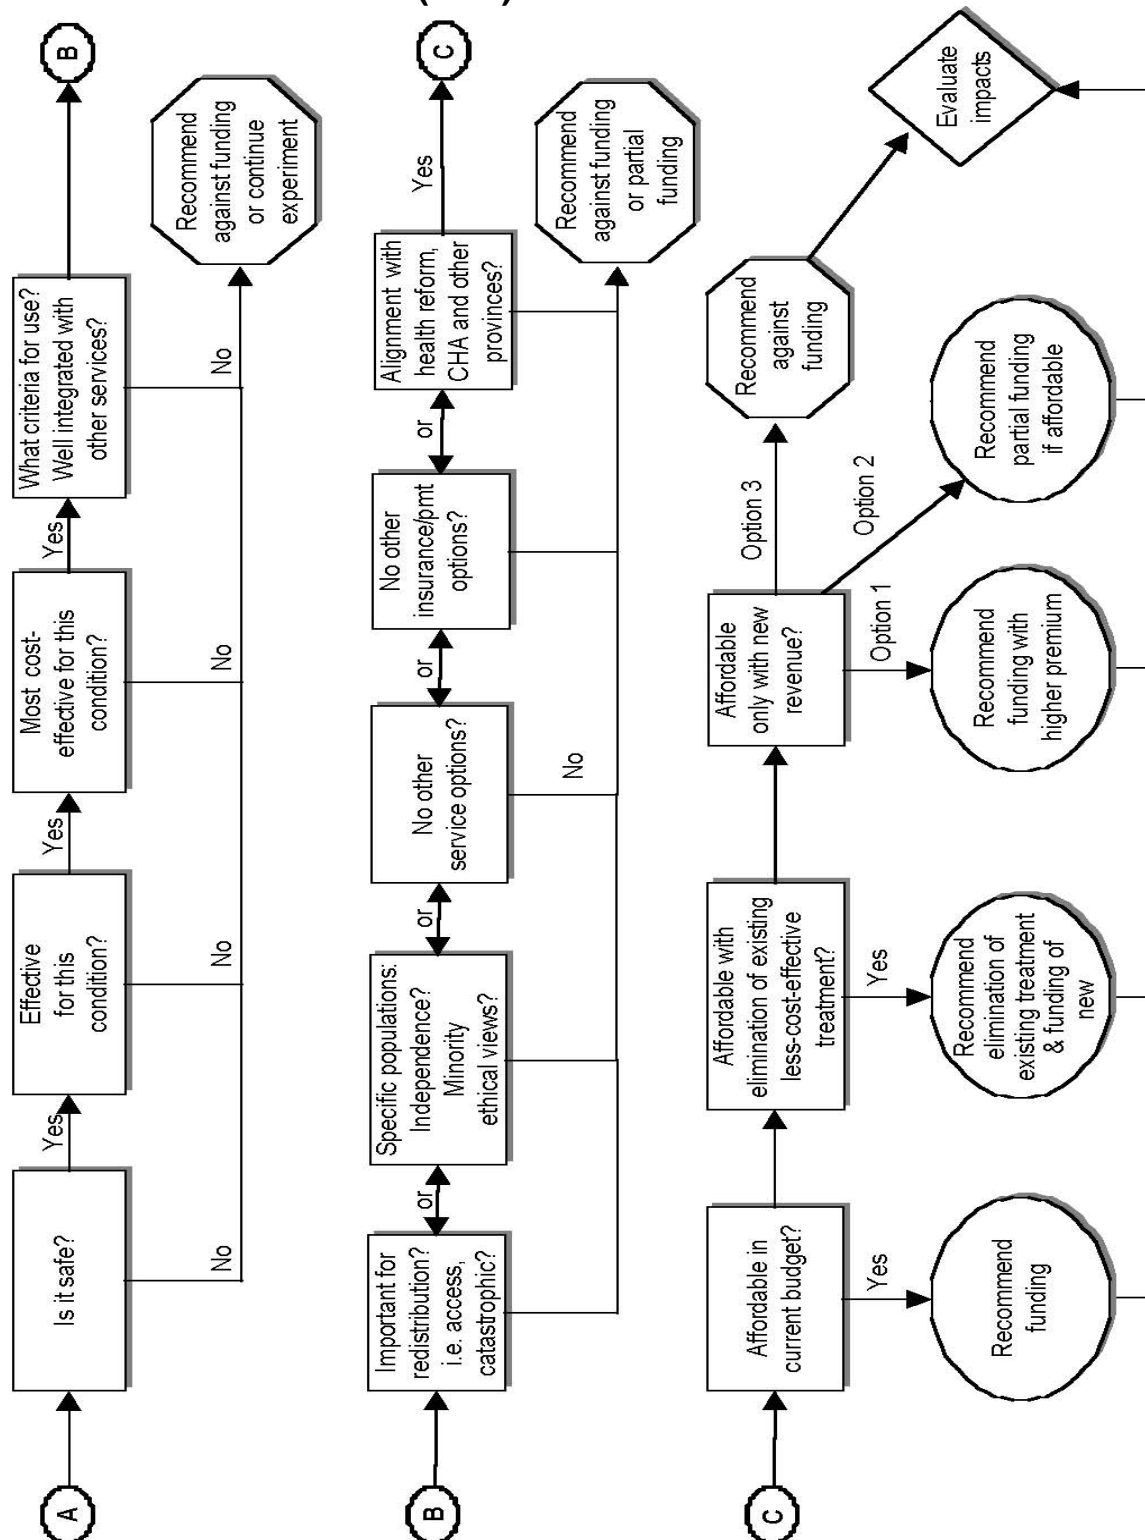 A
Is it safe?
Yes
Effective
for this
condition?
Yes
Most cost-
effective for this
condition?
Yes
What criteria for use?
Well integrated with
other services?
B
No
No
No
No
Recommend
against funding
or continue
experiment
B
Important for
redistribution?
i.e. access,
catastrophic?
or
Specific populations:
Independence?
Minority
ethical views?
or
No other
service options?
or
No other
insurance/pmt
options?
or
Alignment with
health reform,
CHA and other
provinces?
Yes
C
No
Recommend
against funding
or partial
funding
C
Affordable in
current budget?
Yes
Recommend
funding
Affordable with
elimination of existing
less-cost-effective
treatment?
Yes
Recommend
elimination of
existing treatment
& funding of
new
Affordable
only with new
revenue?
Option 1
Recommend
funding with
higher premium
Option 2
Recommend
partial funding
if affordable
Option 3
Recommend
against
funding
Evaluate
impacts